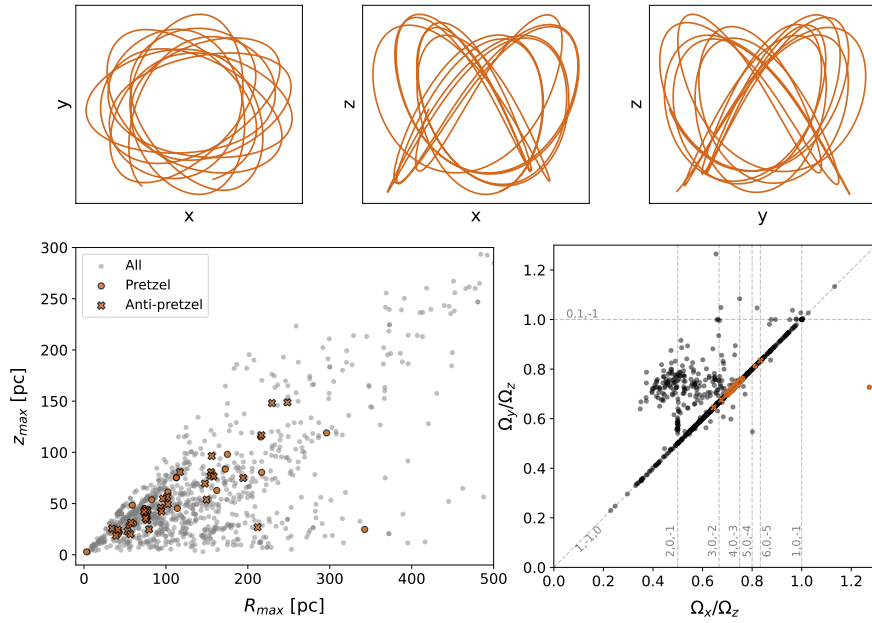 y
x
z
x
z
y
300
250
200
150
100
50
0
z_max [pc]
All
Pretzel
Anti-pretzel
0
100
200
300
400
500
R_max [pc]
1.2
1.0
0.8
0.6
0.4
0.2
0.0
Ω_y/Ω_z
0,1,-1
1,-1,0
2,0,-1
3,0,-2
4,0,-3
5,0,-4
6,0,-5
1,0,1
0.0
0.2
0.4
0.6
0.8
1.0
1.2
Ω_x/Ω_z